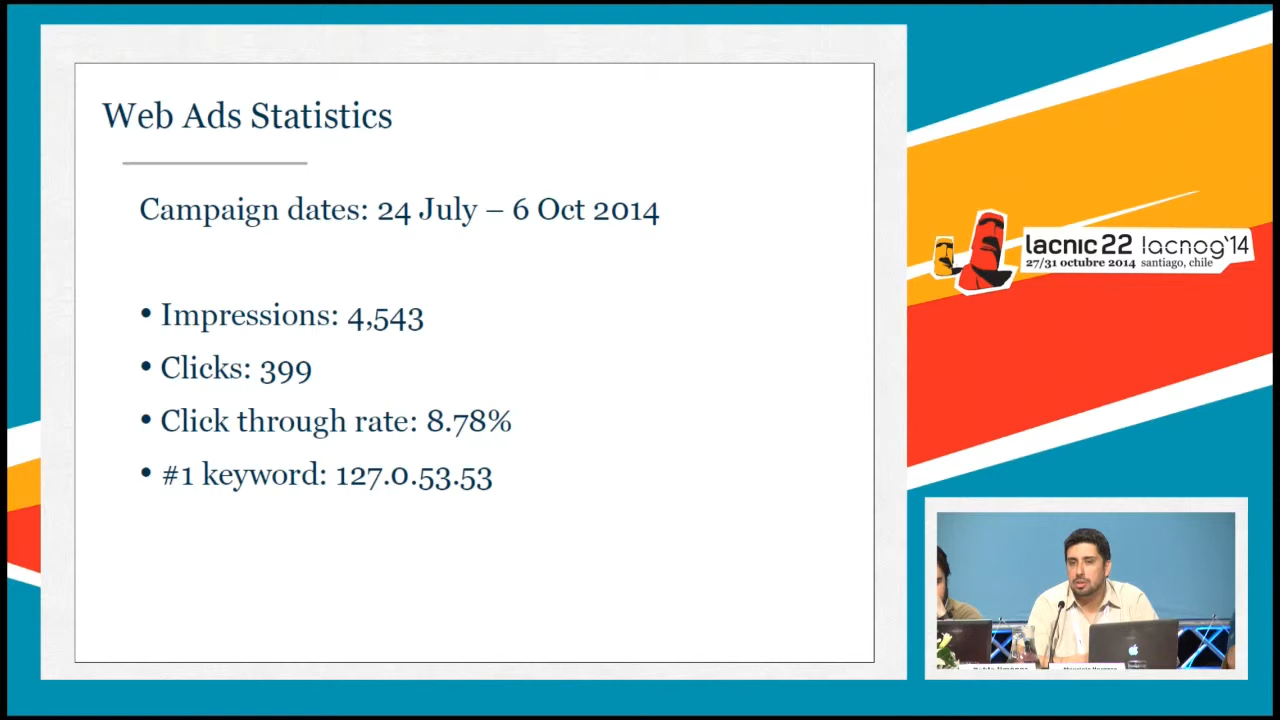 Web Ads Statistics
Campaign dates: 24 July – 6 Oct 2014
• Impressions: 4,543
• Clicks: 399
• Click through rate: 8.78%
• #1 keyword: 127.0.53.53
lacnic 22 lacnog'14
27/31 octubre 2014 santiago, chile